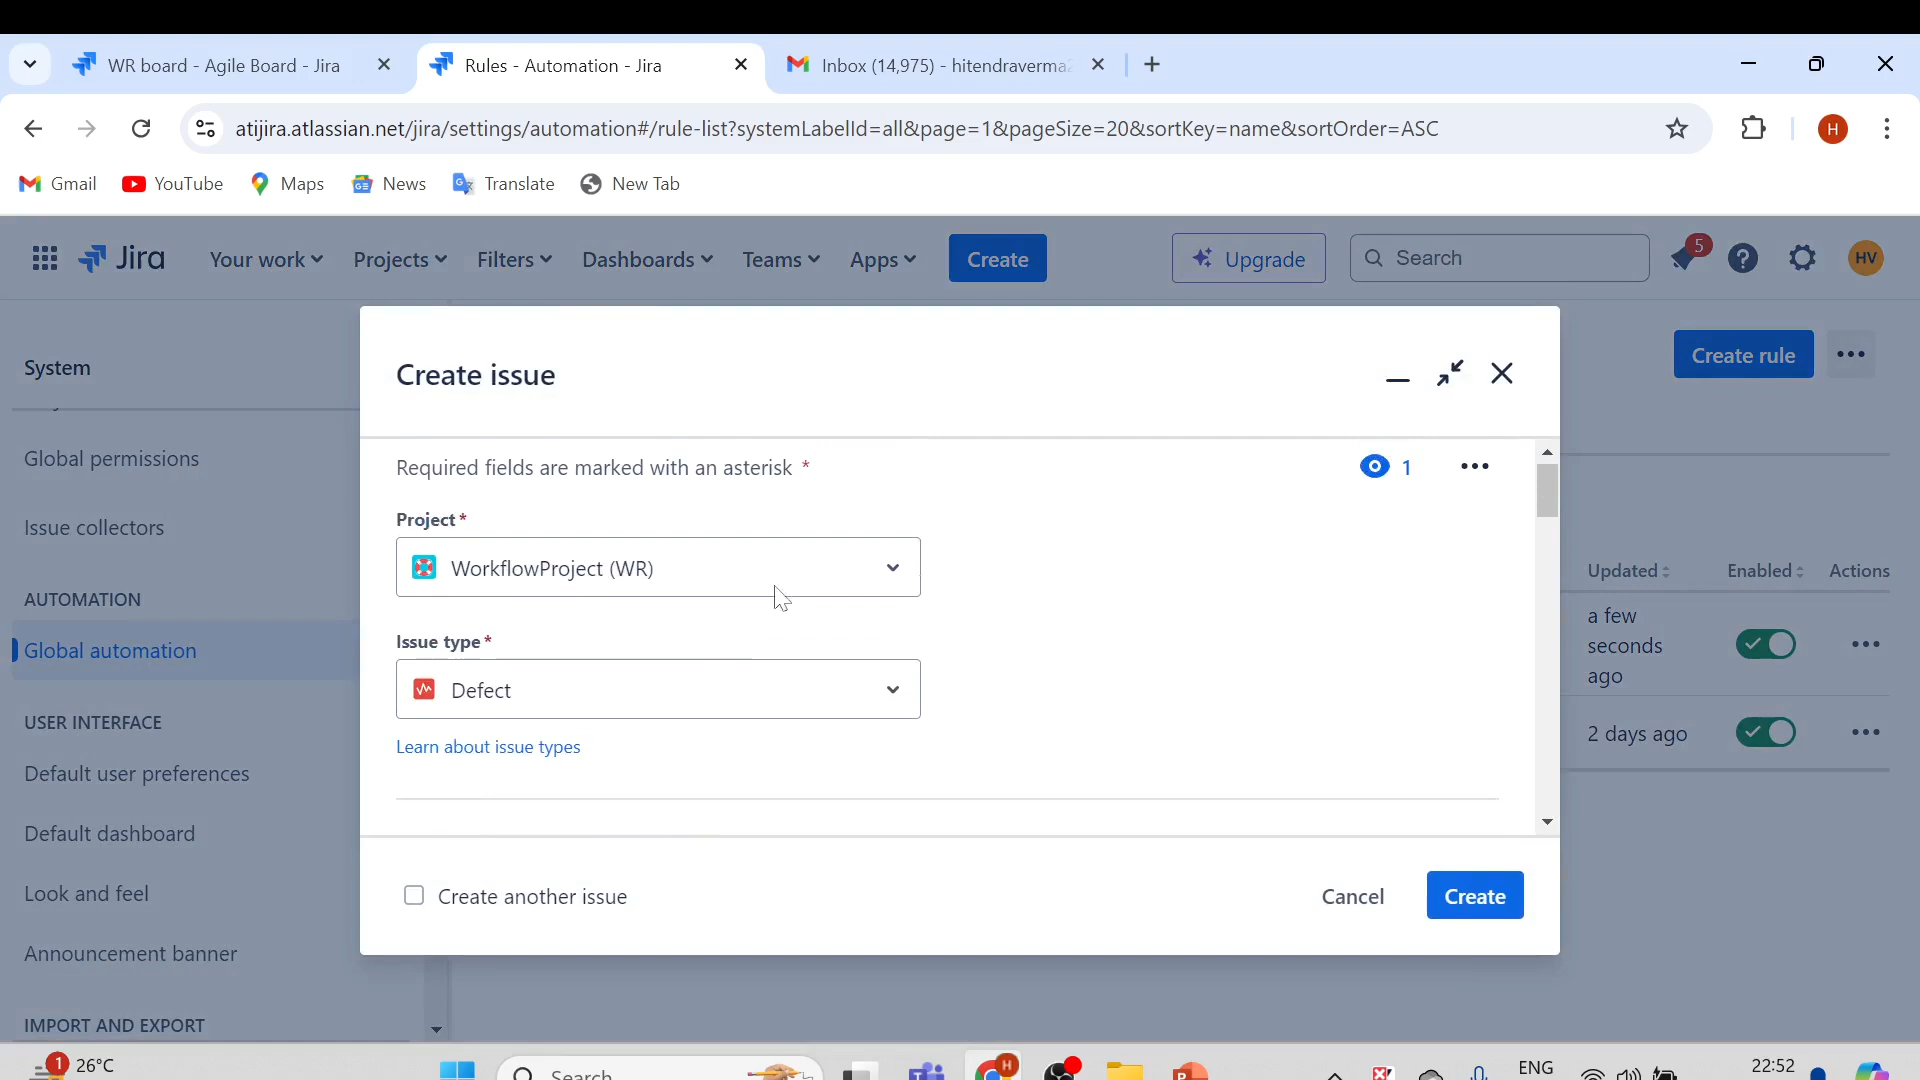 WR board - Agile Board - Jira
Rules - Automation - Jira
Inbox (14,975) - hitendraverma
atijira.atlassian.net/jira/settings/automation#/rule-list?systemLabelId=all&page=1&pageSize=20&sortKey=name&sortOrder=ASC
H
Gmail
YouTube
Maps
News
Translate
New Tab
Jira
Your work
Projects
Filters
Dashboards
Teams
Apps
Create
Upgrade
Search
5
HV
System
Create issue
Create rule
Global permissions
Required fields are marked with an asterisk *
1
Project *
WorkflowProject (WR)
Issue collectors
Updated
Enabled
Actions
AUTOMATION
Global automation
Issue type *
Defect
a few
seconds
ago
Learn about issue types
USER INTERFACE
2 days ago
Default user preferences
Default dashboard
Look and feel
Create another issue
Cancel
Create
Announcement banner
IMPORT AND EXPORT
1
26°C
Search
H
ENG
22:52